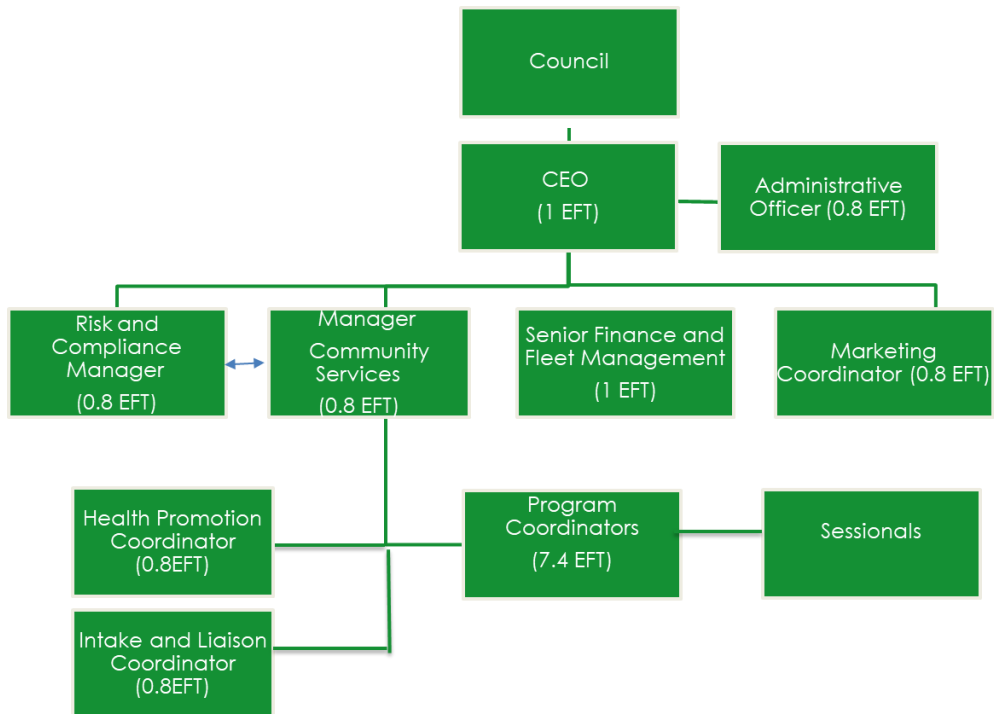 Council
CEO
(1 EFT)
Administrative
Officer (0.8 EFT)
Risk and
Compliance
Manager
(0.8 EFT)
Manager
Community
Services
(0.8 EFT)
Senior Finance and
Fleet Management
(1 EFT)
Marketing
Coordinator (0.8 EFT)
Health Promotion
Coordinator
(0.8EFT)
Program
Coordinators
(7.4 EFT)
Sessionals
Intake and Liaison
Coordinator
(0.8EFT)